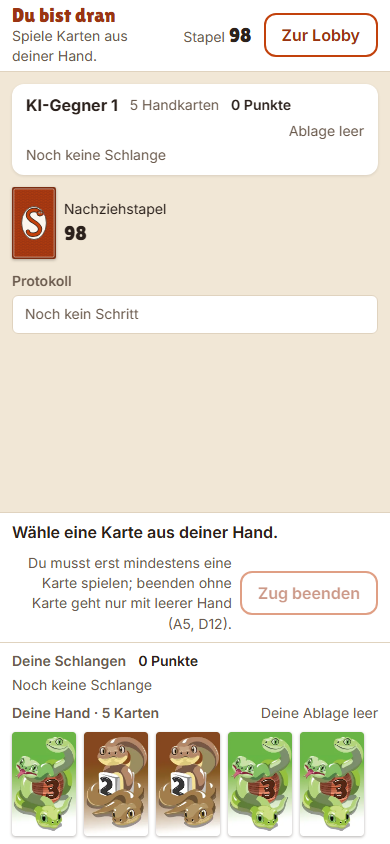 Du bist dran
Spiele Karten aus
deiner Hand.
Stapel 98
Zur Lobby
KI-Gegner 1 5 Handkarten 0 Punkte
Ablage leer
Noch keine Schlange
S
Nachziehstapel
98
Protokoll
Noch kein Schritt
Wähle eine Karte aus deiner Hand.
Du musst erst mindestens eine
Karte spielen; beenden ohne
Karte geht nur mit leerer Hand
(A5, D12).
Zug beenden
Deine Schlangen 0 Punkte
Noch keine Schlange
Deine Hand · 5 Karten
Deine Ablage leer
3 2 2 3 3